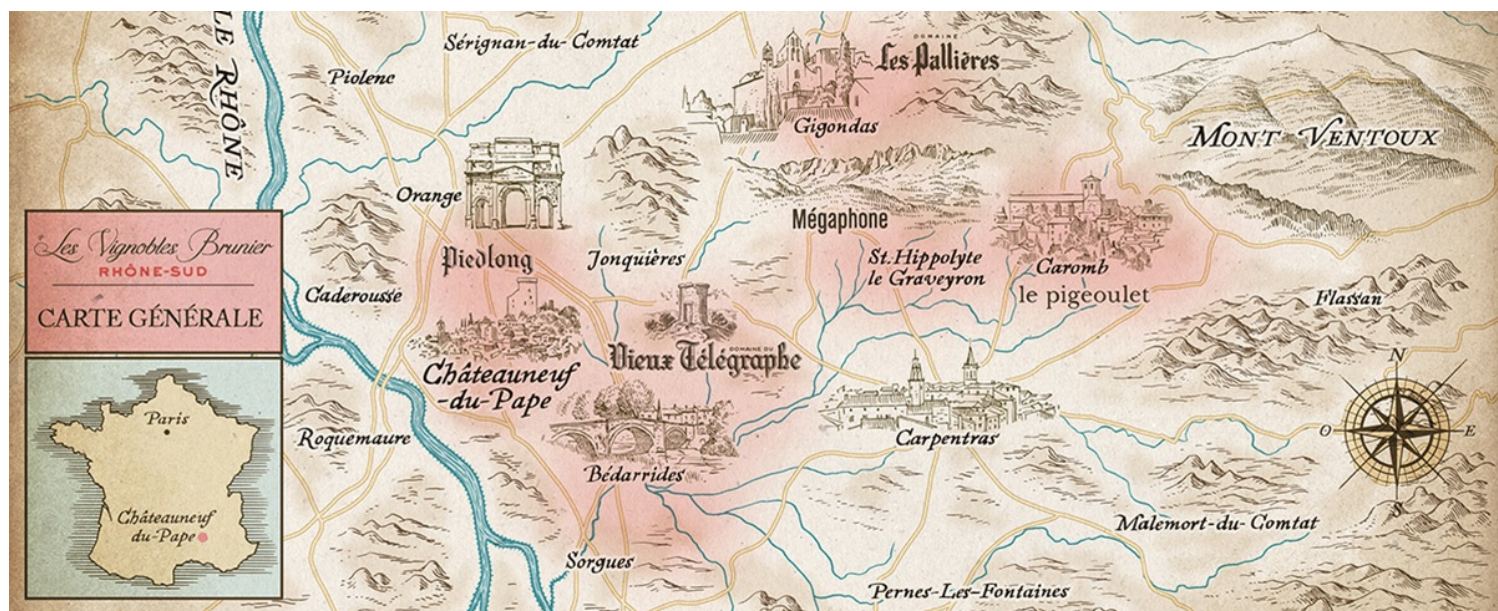 LE RHÔNE
Sérignan-du-Comtat
Piolenc
DOMAINE
Les Pallières
Gigondas
MONT VENTOUX
Orange
Mégaphone
Les Vignobles Brunier
RHÔNE-SUD
CARTE GÉNÉRALE
Piedlong
Jonquières
St. Hippolyte
le Graveyron
Caromb
le pigeoulet
Caderousse
Flassan
DOMAINE DU
Vieux Télégraphe
Châteauneuf
-du-Pape
N
O
E
S
Paris
Châteauneuf
du-Pape
Roquemaure
Carpentras
Bédarrides
Malemort-du-Comtat
Sorgues
Pernes-Les-Fontaines